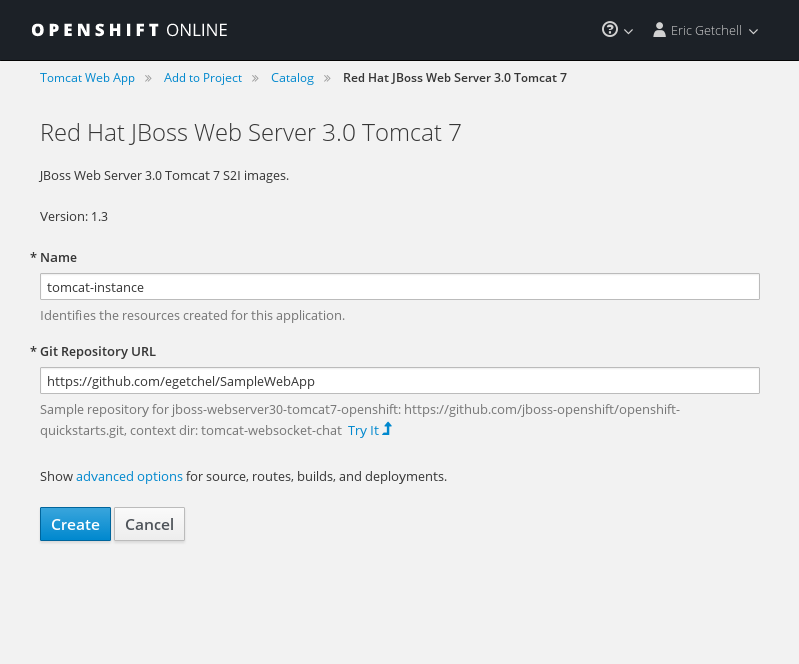 OPENSHIFT ONLINE
Eric Getchell
Tomcat Web App » Add to Project » Catalog » Red Hat JBoss Web Server 3.0 Tomcat 7
Red Hat JBoss Web Server 3.0 Tomcat 7
JBoss Web Server 3.0 Tomcat 7 S2I images.
Version: 1.3
* Name
tomcat-instance
Identifies the resources created for this application.
* Git Repository URL
https://github.com/egetchel/SampleWebApp
Sample repository for jboss-webserver30-tomcat7-openshift: https://github.com/jboss-openshift/openshift-
quickstarts.git, context dir: tomcat-websocket-chat Try It
Show advanced options for source, routes, builds, and deployments.
Create Cancel